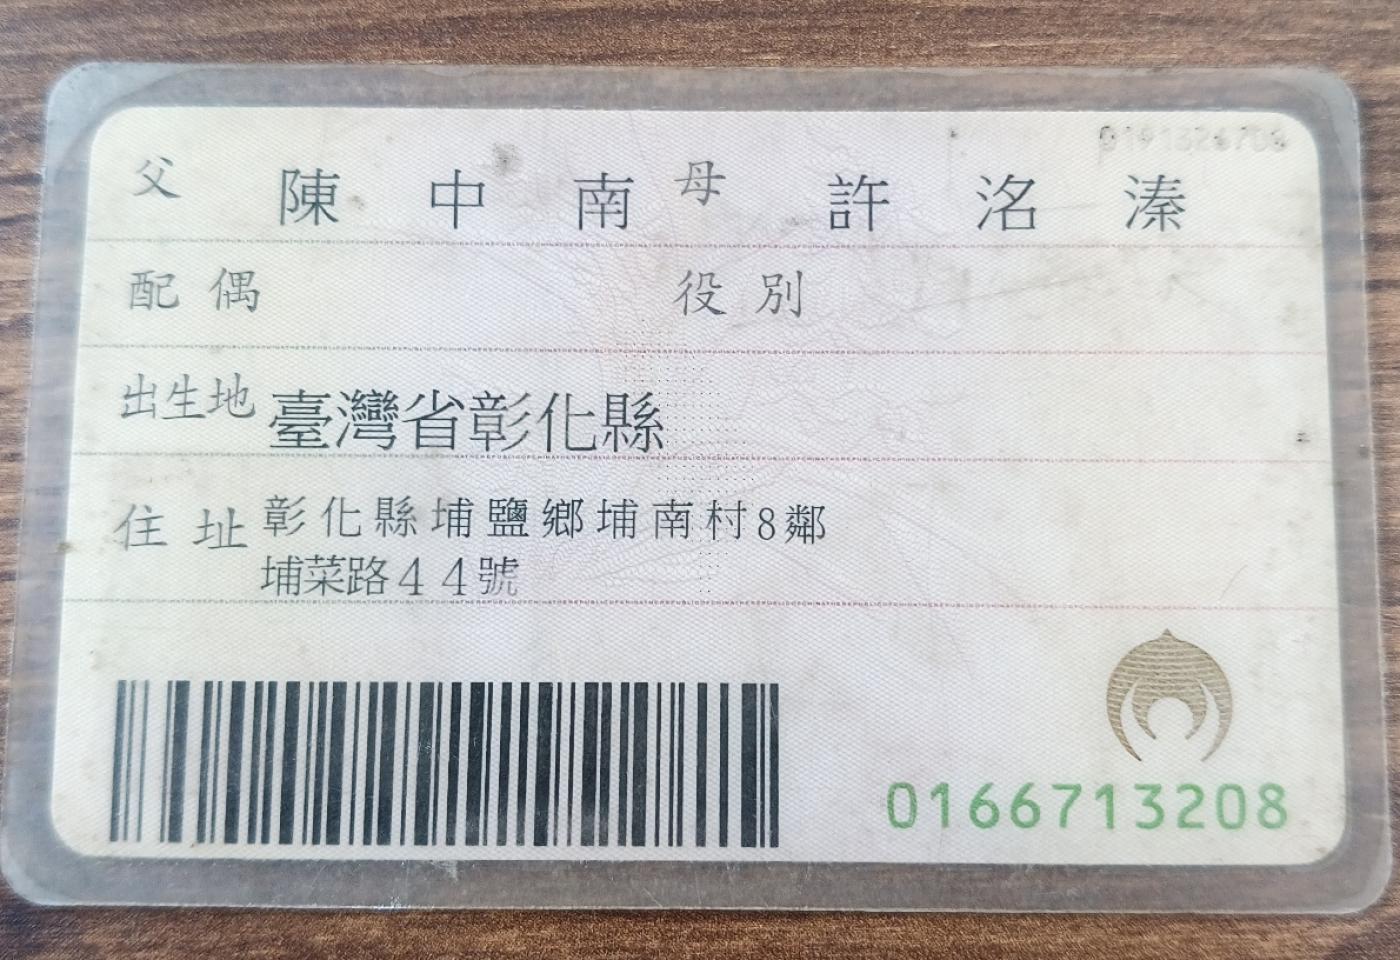 父 陳中南 母 許洺溱
配偶 役別
出生地 臺灣省彰化縣
住址 彰化縣埔鹽鄉埔南村8鄰
埔菜路44號
0166713208